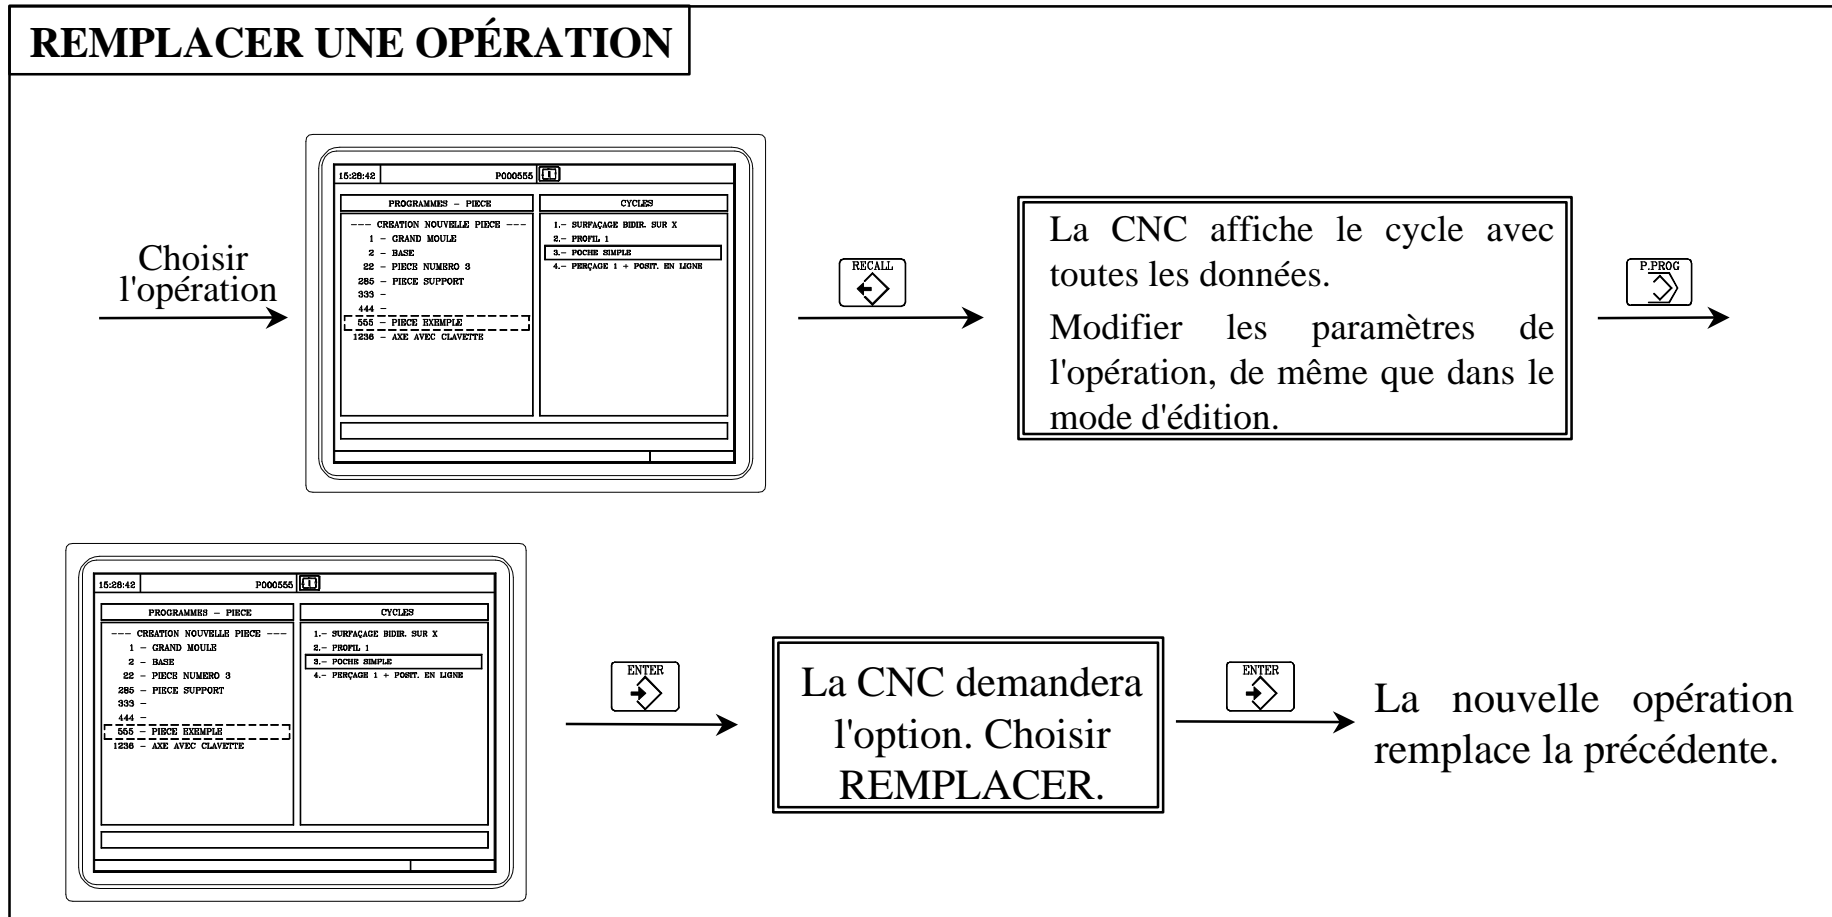 REMPLACER UNE OPÉRATION
Choisir
l'opération
15:28:42 P000555
PROGRAMMES - PIECE
--- CREATION NOUVELLE PIECE ---
1 - GRAND MOULE
2 - BASE
22 - PIECE NUMERO 3
285 - PIECE SUPPORT
333 -
444 -
555 - PIECE EXEMPLE
1236 - AXE AVEC CLAVETTE
CYCLES
1.- SURFAÇAGE BIDIR. SUR X
2.- PROFIL 1
3.- POCHE SIMPLE
4.- PERÇAGE 1 + POSIT. EN LIGNE
RECALL
La CNC affiche le cycle avec
toutes les données.
Modifier les paramètres de
l'opération, de même que dans le
mode d'édition.
P.PROG
15:28:42 P000555
PROGRAMMES - PIECE
--- CREATION NOUVELLE PIECE ---
1 - GRAND MOULE
2 - BASE
22 - PIECE NUMERO 3
285 - PIECE SUPPORT
333 -
444 -
555 - PIECE EXEMPLE
1236 - AXE AVEC CLAVETTE
CYCLES
1.- SURFAÇAGE BIDIR. SUR X
2.- PROFIL 1
3.- POCHE SIMPLE
4.- PERÇAGE 1 + POSIT. EN LIGNE
ENTER
La CNC demandera
l'option. Choisir
REMPLACER.
ENTER
La nouvelle opération
remplace la précédente.